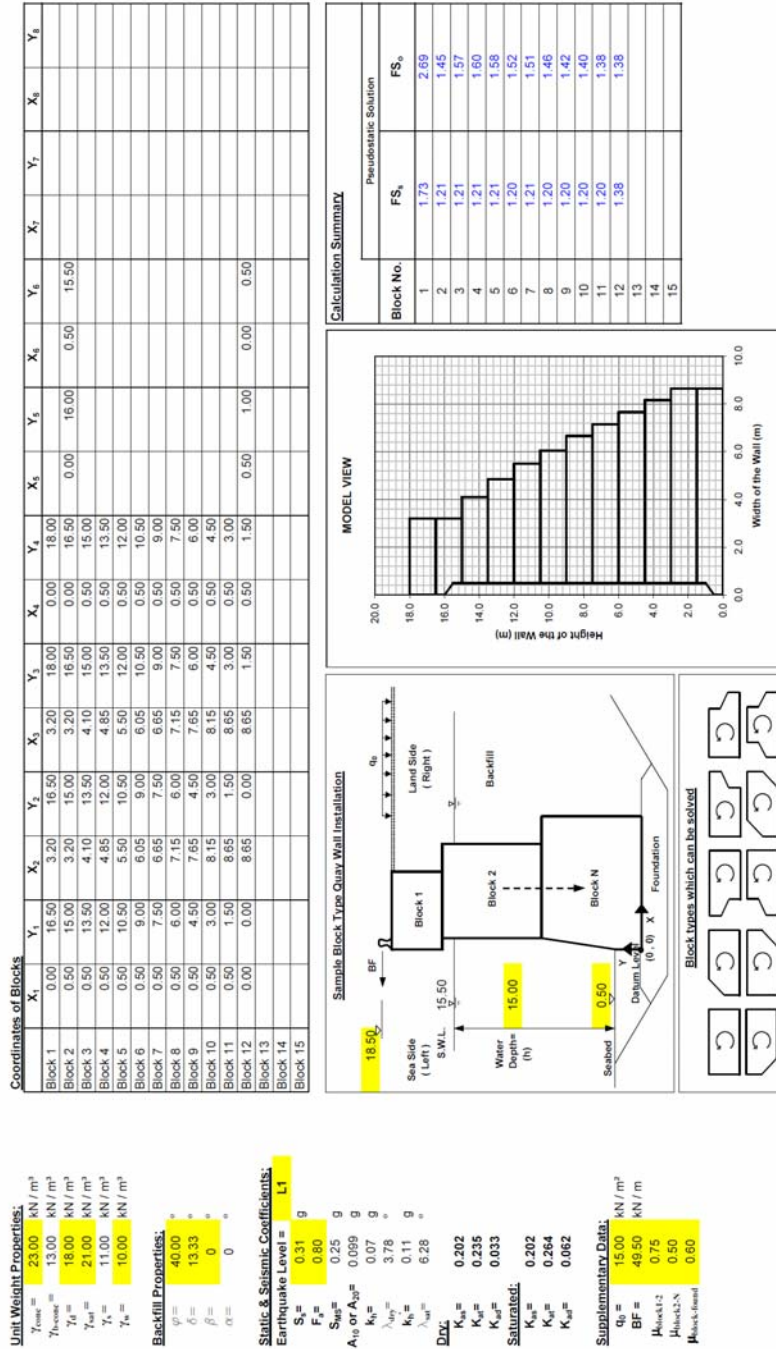 Unit Weight Properties:
γconc = 23.00 kN / m³
γb-conc = 13.00 kN / m³
γd = 18.00 kN / m³
γsat = 21.00 kN / m³
γs = 11.00 kN / m³
γw = 10.00 kN / m³
Backfill Properties:
φ = 40.00 °
δ = 13.33 °
β = 0 °
α = 0 °
Static & Seismic Coefficients:
Earthquake Level = L1
Ss = 0.31 g
Fa = 0.80
SMS = 0.25 g
A10 or A20 = 0.099 g
kh = 0.07 g
λdry = 3.78 °
kh = 0.11 g
λsat = 6.28 °
Dry:
Kas 0.202
Kat 0.235
Kad 0.033
Saturated:
Kas = 0.202
Kat = 0.264
Kad = 0.062
Supplementary Data:
q0 = 15.00 kN / m²
BF = 49.50 kN / m
μblock1-2 0.75
μblock2-N 0.50
μblock-found 0.60
Coordinates of Blocks
X1 Y1 X2 Y2 X3 Y3 X4 Y4 X5 Y5 X6 Y6 X7 Y7 X8 Y8
Block 1 0.00 16.50 3.20 16.50 3.20 18.00 0.00 18.00
Block 2 0.50 15.00 3.20 15.00 3.20 16.50 0.00 16.50 0.00 16.00 0.50 15.50
Block 3 0.50 13.50 4.10 13.50 4.10 15.00 0.50 15.00
Block 4 0.50 12.00 4.85 12.00 4.85 13.50 0.50 13.50
Block 5 0.50 10.50 5.50 10.50 5.50 12.00 0.50 12.00
Block 6 0.50 9.00 6.05 9.00 6.05 10.50 0.50 10.50
Block 7 0.50 7.50 6.65 7.50 6.65 9.00 0.50 9.00
Block 8 0.50 6.00 7.15 6.00 7.15 7.50 0.50 7.50
Block 9 0.50 4.50 7.65 4.50 7.65 6.00 0.50 6.00
Block 10 0.50 3.00 8.15 3.00 8.15 4.50 0.50 4.50
Block 11 0.50 1.50 8.65 1.50 8.65 3.00 0.50 3.00
Block 12 0.00 0.00 8.65 0.00 8.65 1.50 0.50 1.50 0.50 1.00 0.00 0.50
Block 13
Block 14
Block 15
Sample Block Type Quay Wall Installation
18.50
BF
q0
Sea Side
( Left )
Land Side
( Right )
S.W.L. 15.50
Block 1
Backfill
Water
Depth=
(h)
15.00
Block 2
Block N
Seabed
0.50
Y
Datum Level
(0 , 0)
X
Foundation
Block types which can be solved
MODEL VIEW
Height of the Wall (m)
20.0
18.0
16.0
14.0
12.0
10.0
8.0
6.0
4.0
2.0
0.0
0.0 2.0 4.0 6.0 8.0 10.0
Width of the Wall (m)
Calculation Summary
Pseudostatic Solution
Block No. FSs FSo
1 1.73 2.69
2 1.21 1.45
3 1.21 1.57
4 1.21 1.60
5 1.21 1.58
6 1.20 1.52
7 1.21 1.51
8 1.20 1.46
9 1.20 1.42
10 1.20 1.40
11 1.20 1.38
12 1.38 1.38
13
14
15